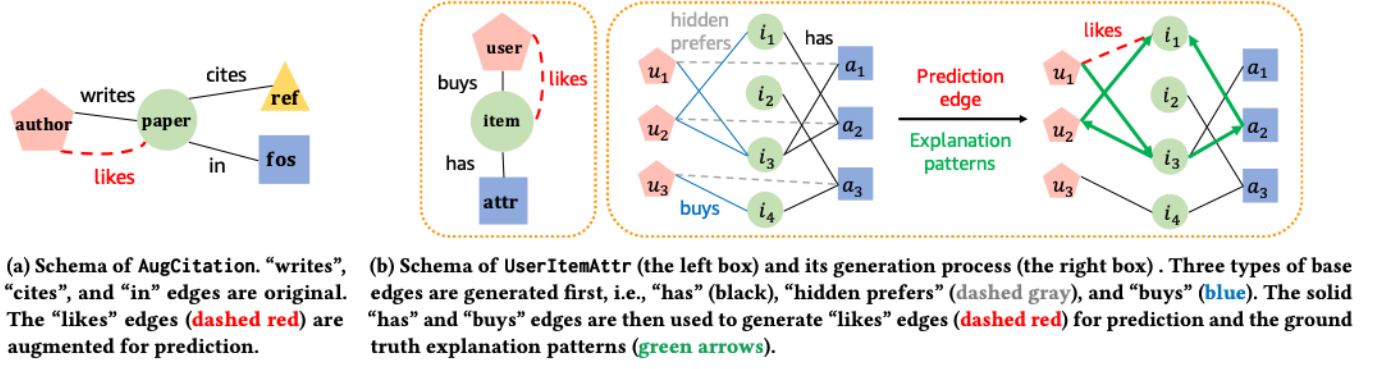 cites
writes
ref
author
paper
fos
likes
in
user
buys
likes
item
has
attr
hidden
prefers
has
i1
u1
a1
i2
u2
a2
i3
u3
a3
buys
i4
Prediction
edge
Explanation
patterns
likes
i1
u1
a1
i2
u2
a2
i3
u3
a3
i4
(a) Schema of AugCitation. “writes”,
“cites”, and “in” edges are original.
The “likes” edges (dashed red) are
augmented for prediction.
(b) Schema of UserItemAttr (the left box) and its generation process (the right box) . Three types of base
edges are generated first, i.e., “has” (black), “hidden prefers” (dashed gray), and “buys” (blue). The solid
“has” and “buys” edges are then used to generate “likes” edges (dashed red) for prediction and the ground
truth explanation patterns (green arrows).